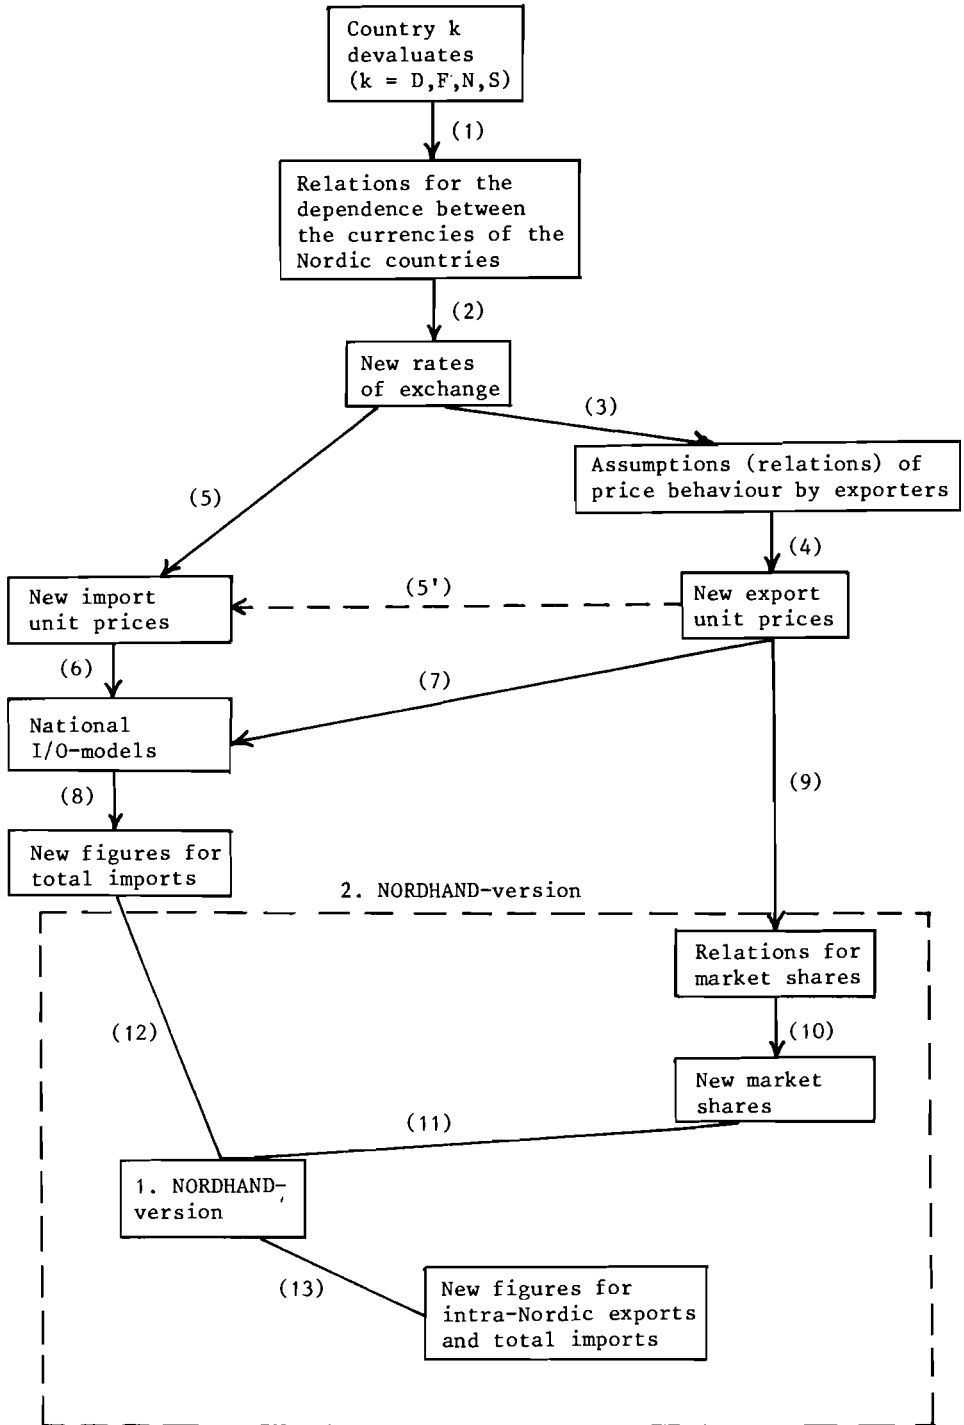 Country k
devaluates
(k = D,F,N,S)
(1)
Relations for the
dependence between
the currencies of the
Nordic countries
(2)
New rates
of exchange
(3)
Assumptions (relations) of
price behaviour by exporters
(5)
(4)
New import
unit prices
(5')
New export
unit prices
(6)
(7)
National
I/O-models
(8)
(9)
New figures for
total imports
2. NORDHAND-version
Relations for
market shares
(12)
(10)
New market
shares
(11)
1. NORDHAND-
version
(13)
New figures for
intra-Nordic exports
and total imports